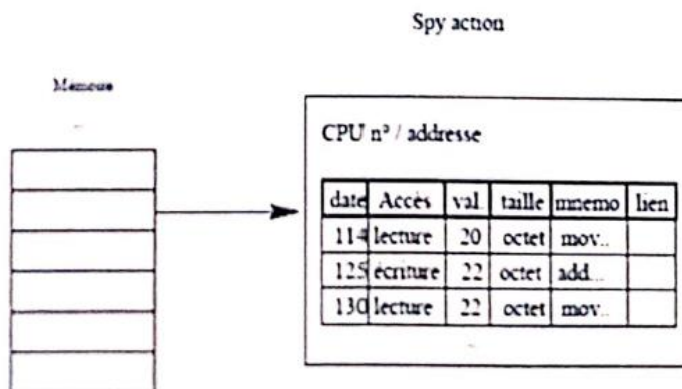 Spy action
Mémoire
CPU n° / addresse
date Accès val. taille mnemo lien
114 lecture 20 octet mov..
125 écriture 22 octet add...
130 lecture 22 octet mov..